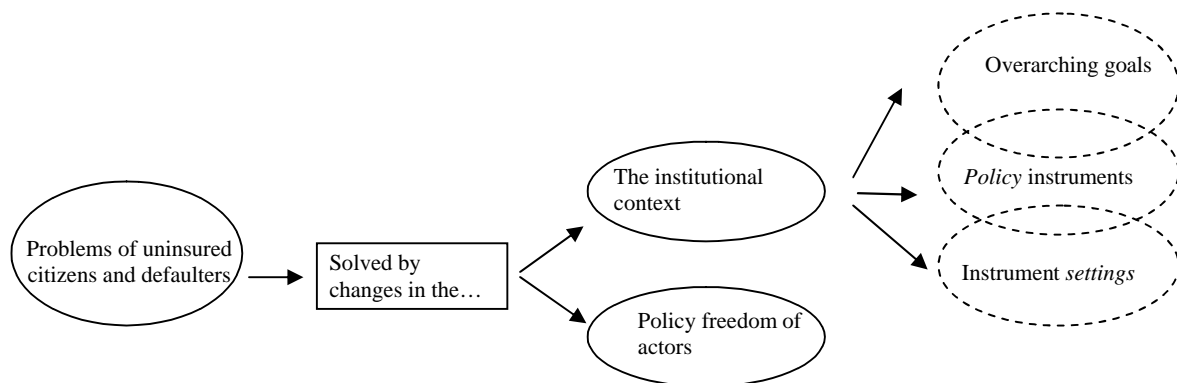 Problems of uninsured
citizens and defaulters
Solved by
changes in the…
The institutional
context
Policy freedom of
actors
Overarching goals
Policy instruments
Instrument settings